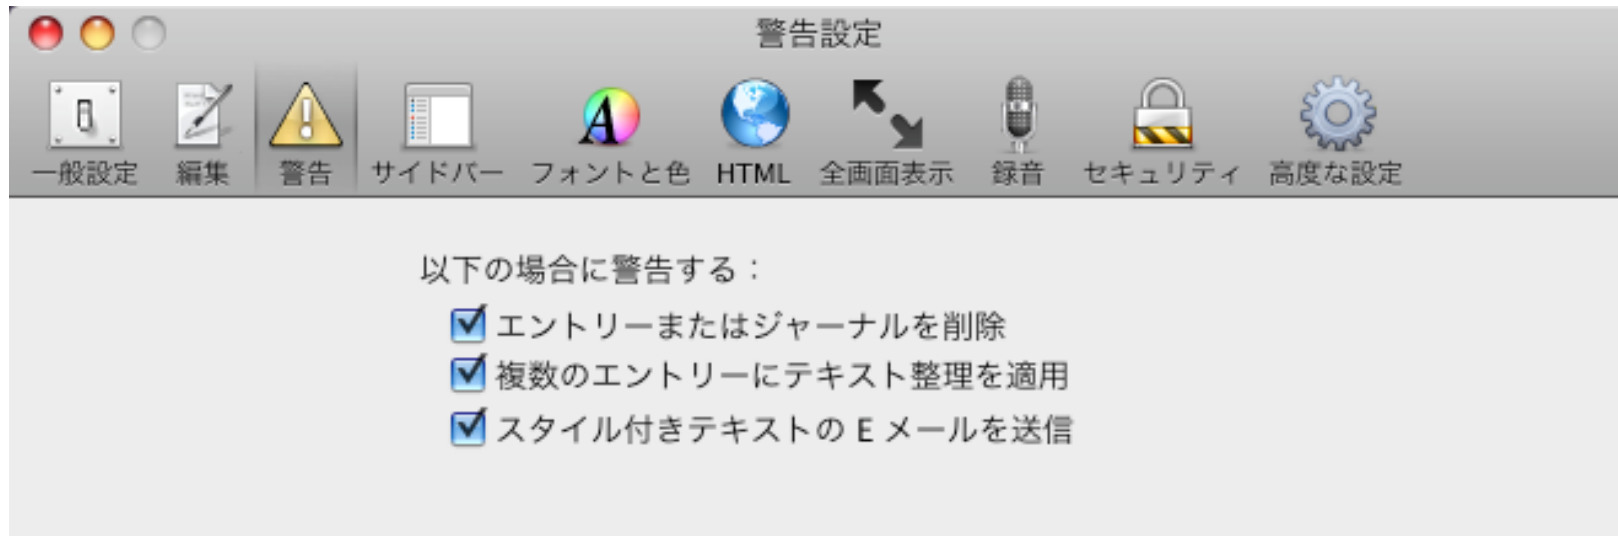 警告設定
一般設定 編集 警告 サイドバー フォントと色 HTML 全画面表示 録音 セキュリティ 高度な設定
以下の場合に警告する：
エントリーまたはジャーナルを削除
複数のエントリーにテキスト整理を適用
スタイル付きテキストの E メールを送信